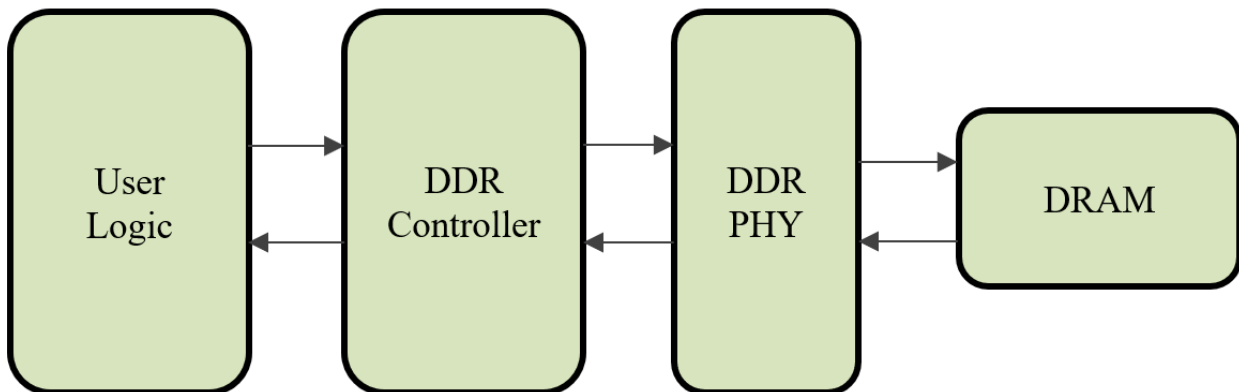 User
Logic
DDR
Controller
DDR
PHY
DRAM